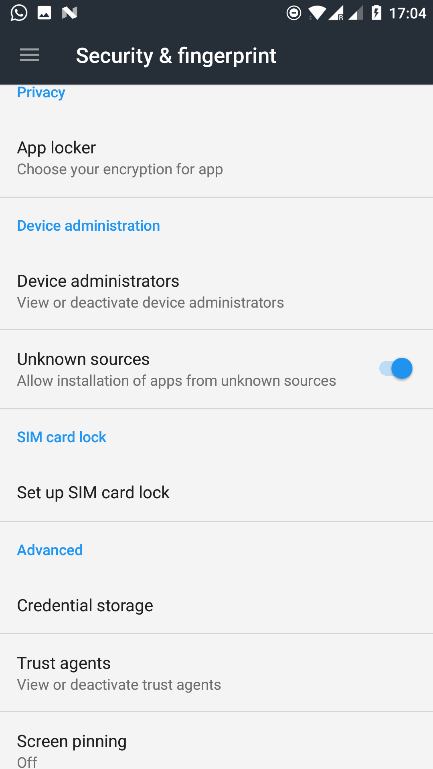 17:04
Security & fingerprint
Privacy
App locker
Choose your encryption for app
Device administration
Device administrators
View or deactivate device administrators
Unknown sources
Allow installation of apps from unknown sources
SIM card lock
Set up SIM card lock
Advanced
Credential storage
Trust agents
View or deactivate trust agents
Screen pinning
Off